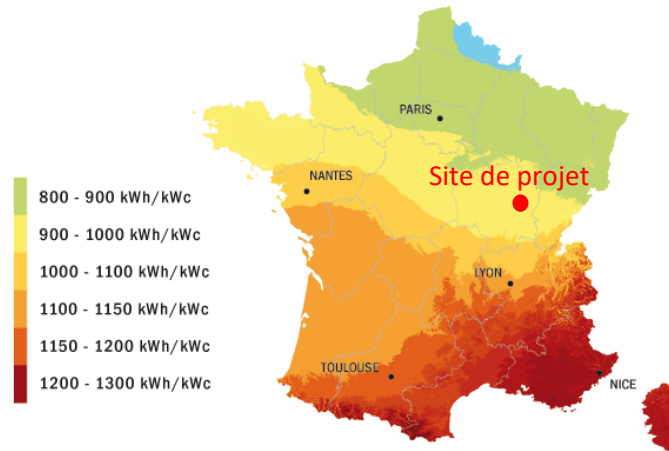 PARIS
Site de projet
NANTES
800 - 900 kWh/kWc
900 - 1000 kWh/kWc
1000 - 1100 kWh/kWc
LYON
1100 - 1150 kWh/kWc
1150 - 1200 kWh/kWc
TOULOUSE
1200 - 1300 kWh/kWc
NICE